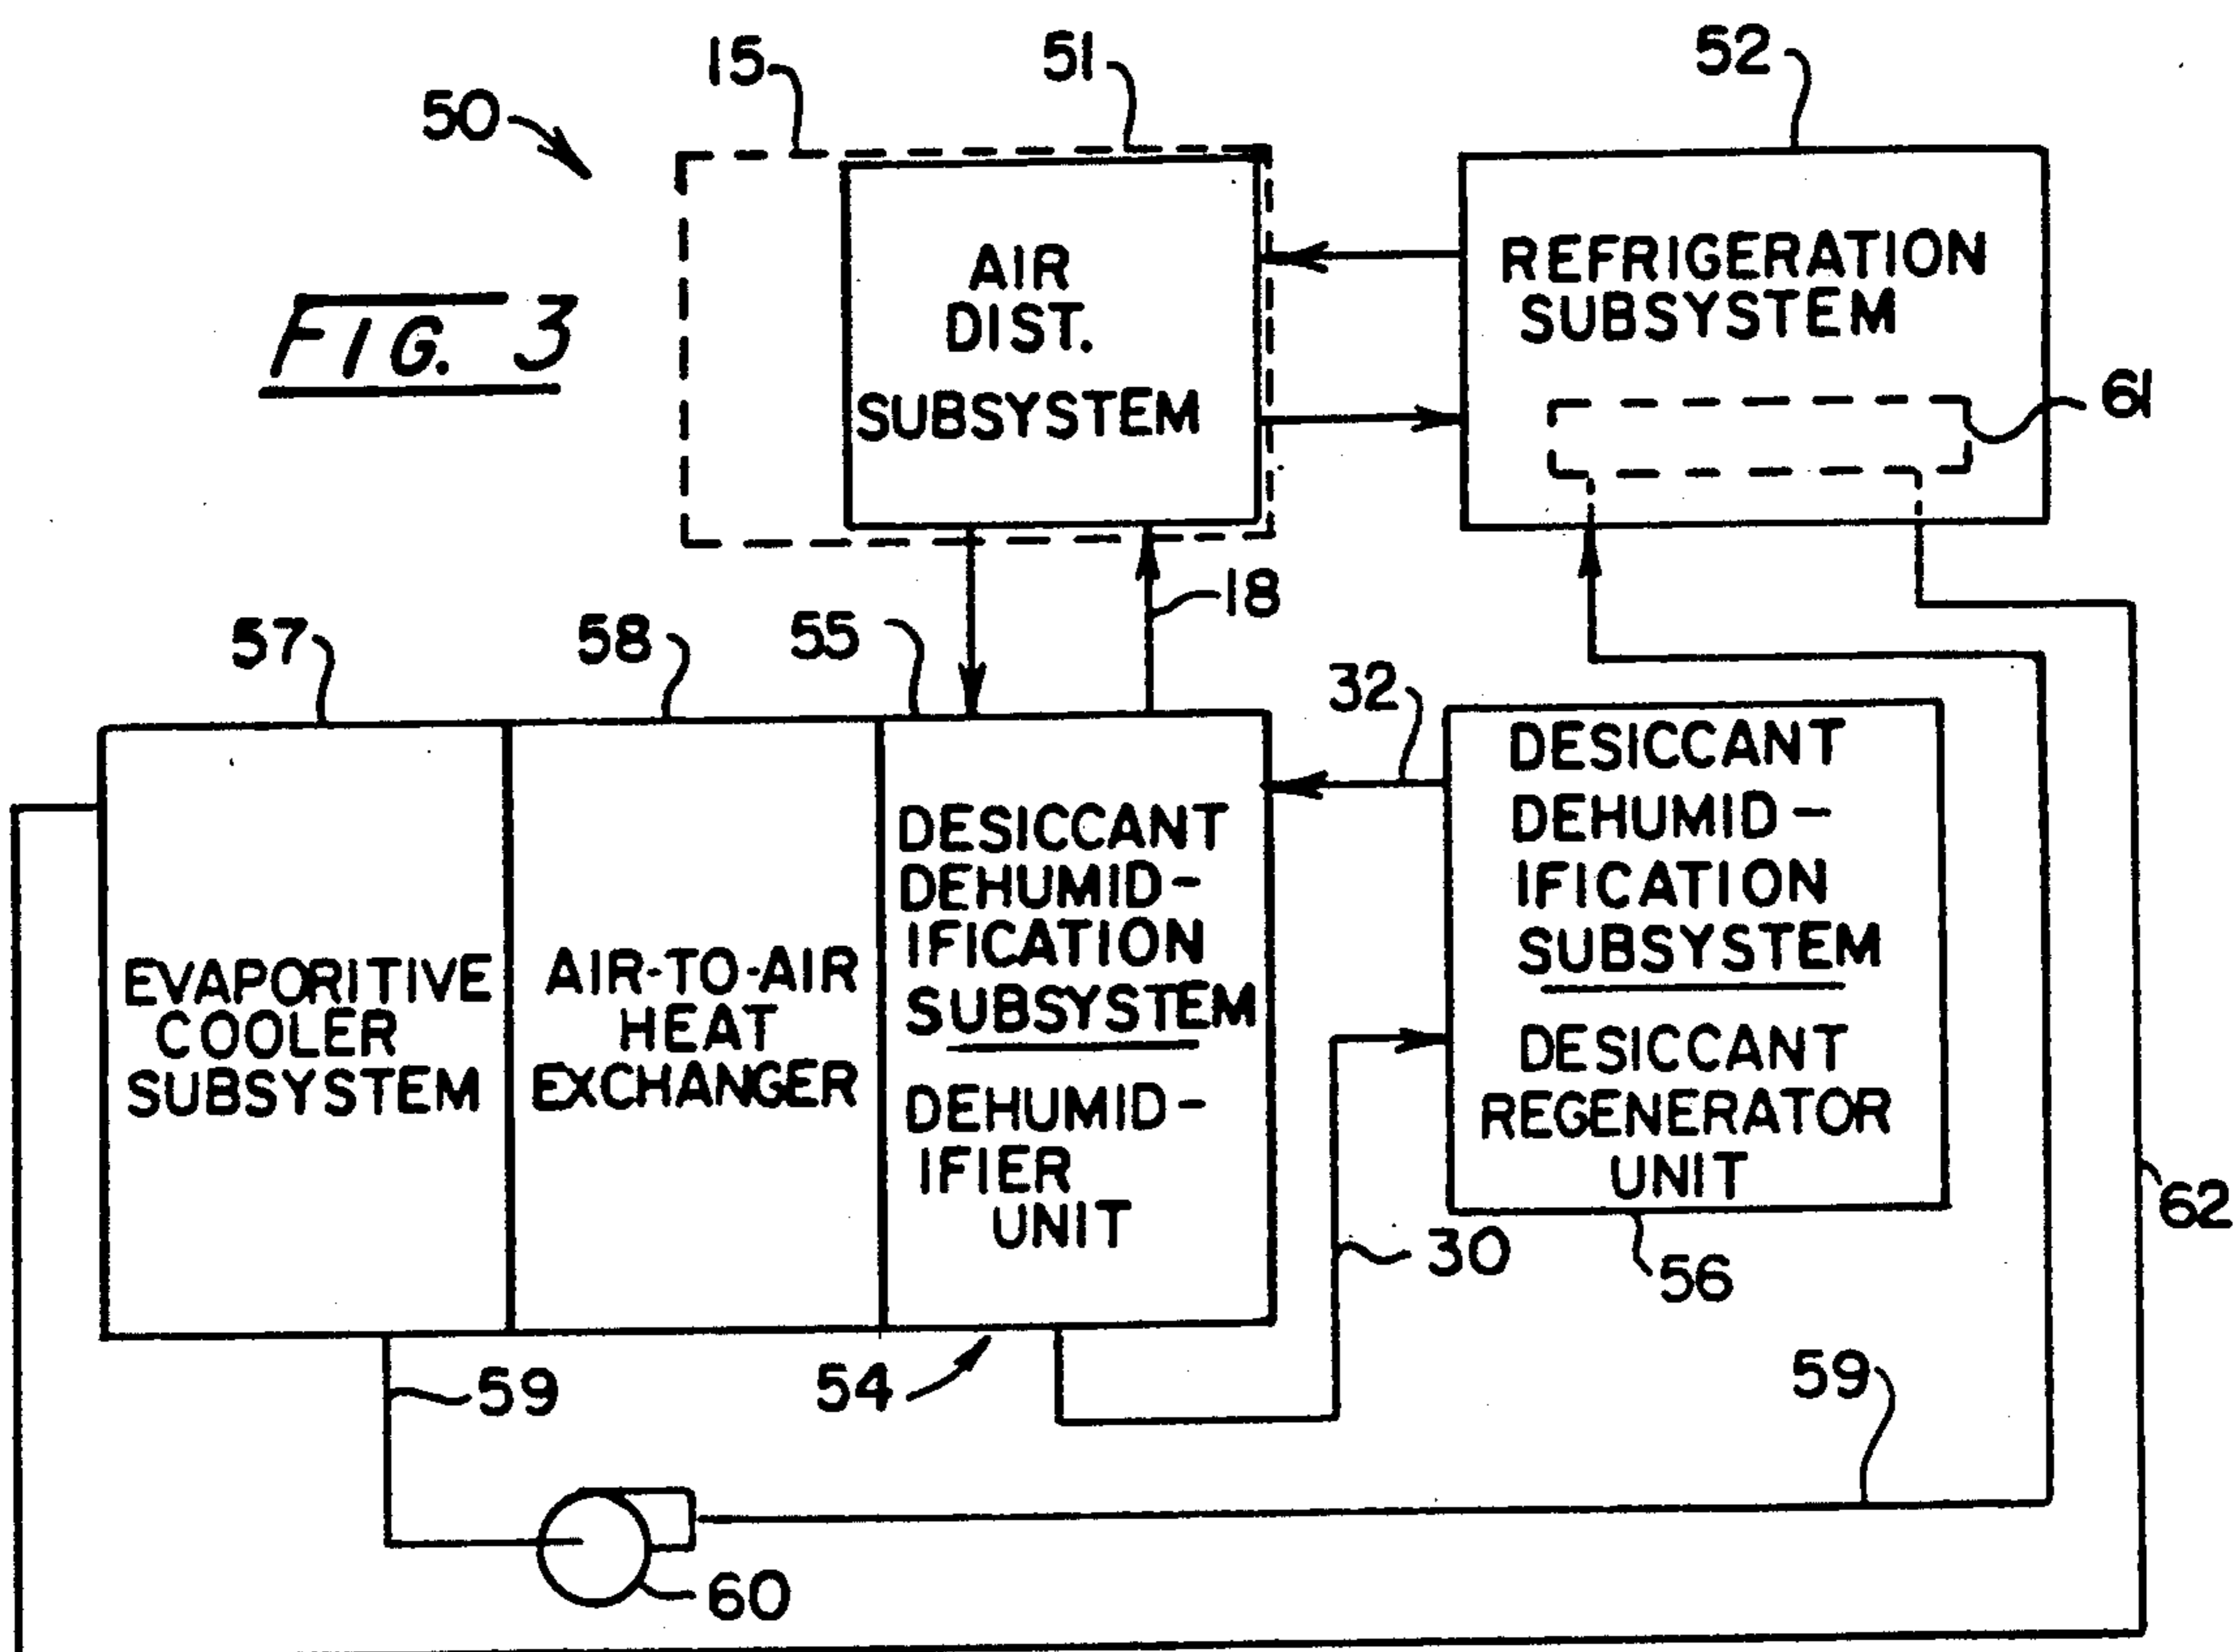 50
15
51
52
FIG. 3
AIR
DIST.
SUBSYSTEM
REFRIGERATION
SUBSYSTEM
61
18
57
58
55
32
EVAPORITIVE
COOLER
SUBSYSTEM
AIR-TO-AIR
HEAT
EXCHANGER
DESICCANT
DEHUMID-
IFICATION
SUBSYSTEM
DEHUMID-
IFIER
UNIT
DESICCANT
DEHUMID-
IFICATION
SUBSYSTEM
DESICCANT
REGENERATOR
UNIT
62
30
56
59
54
59
60